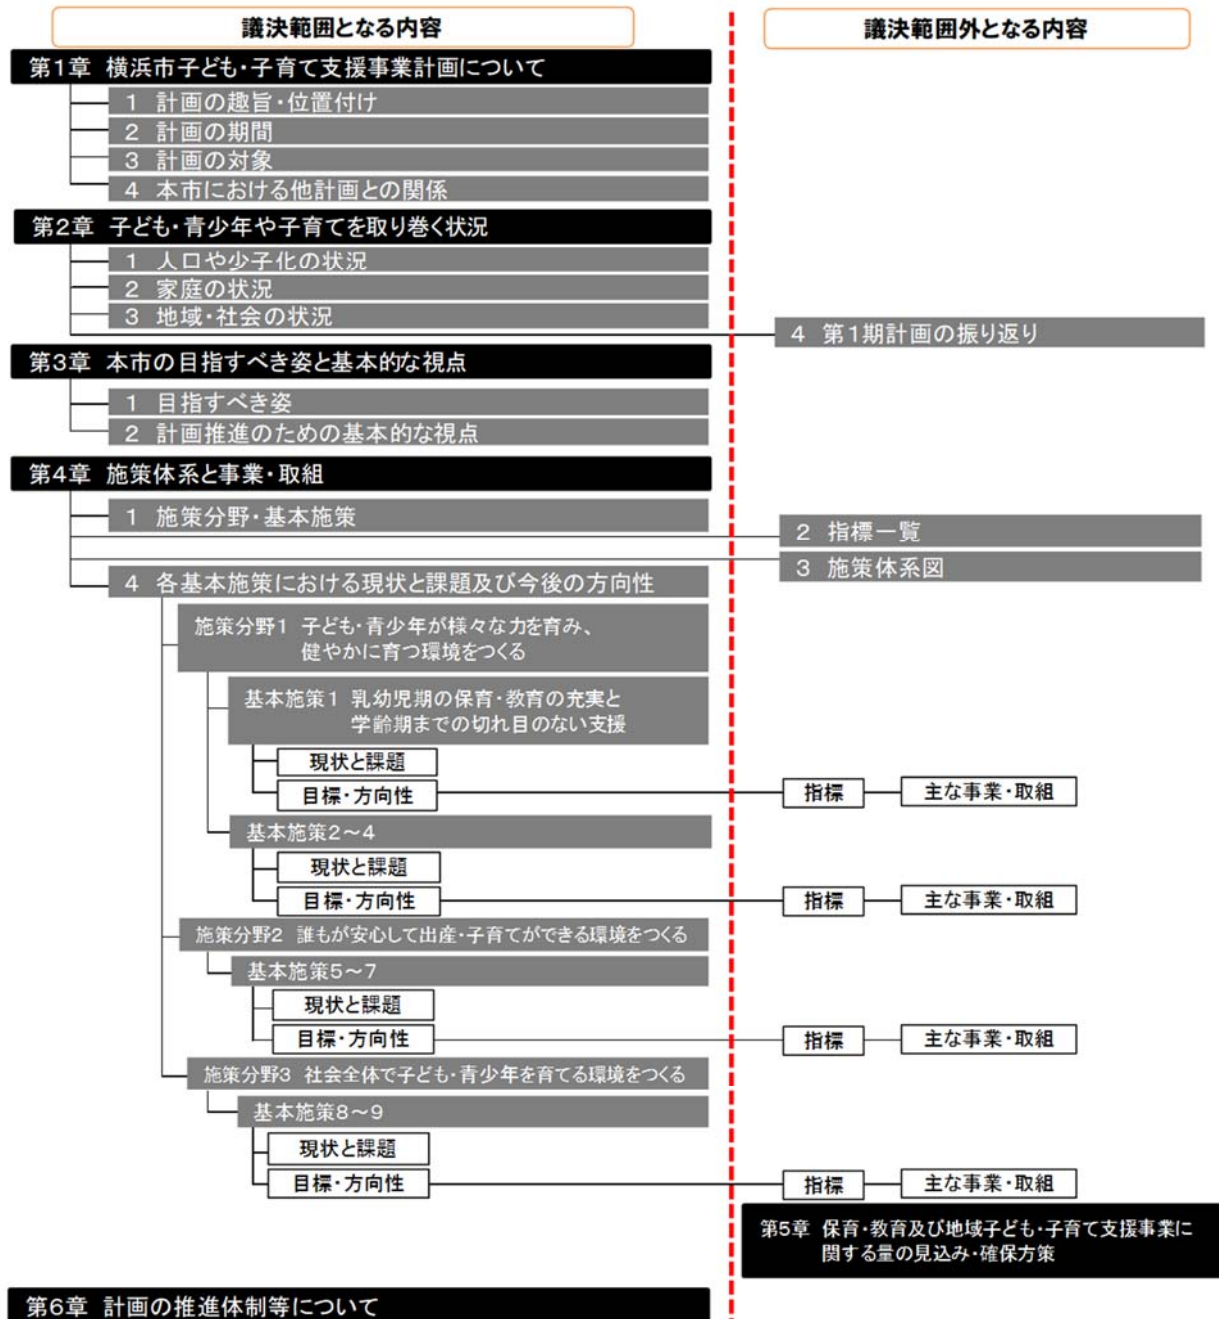 議決範囲となる内容
議決範囲外となる内容
第1章 横浜市子ども・子育て支援事業計画について
1 計画の趣旨・位置付け
2 計画の期間
3 計画の対象
4 本市における他計画との関係
第2章 子ども・青少年や子育てを取り巻く状況
1 人口や少子化の状況
2 家庭の状況
3 地域・社会の状況
4 第1期計画の振り返り
第3章 本市の目指すべき姿と基本的な視点
1 目指すべき姿
2 計画推進のための基本的な視点
第4章 施策体系と事業・取組
1 施策分野・基本施策
2 指標一覧
3 施策体系図
4 各基本施策における現状と課題及び今後の方向性
施策分野1 子ども・青少年が様々な力を育み、
健やかに育つ環境をつくる
基本施策1 乳幼児期の保育・教育の充実と
学齢期までの切れ目のない支援
現状と課題
目標・方向性 指標 主な事業・取組
基本施策2～4
現状と課題
目標・方向性 指標 主な事業・取組
施策分野2 誰もが安心して出産・子育てができる環境をつくる
基本施策5～7
現状と課題
目標・方向性 指標 主な事業・取組
施策分野3 社会全体で子ども・青少年を育てる環境をつくる
基本施策8～9
現状と課題
目標・方向性 指標 主な事業・取組
第5章 保育・教育及び地域子ども・子育て支援事業に
関する量の見込み・確保方策
第6章 計画の推進体制等について